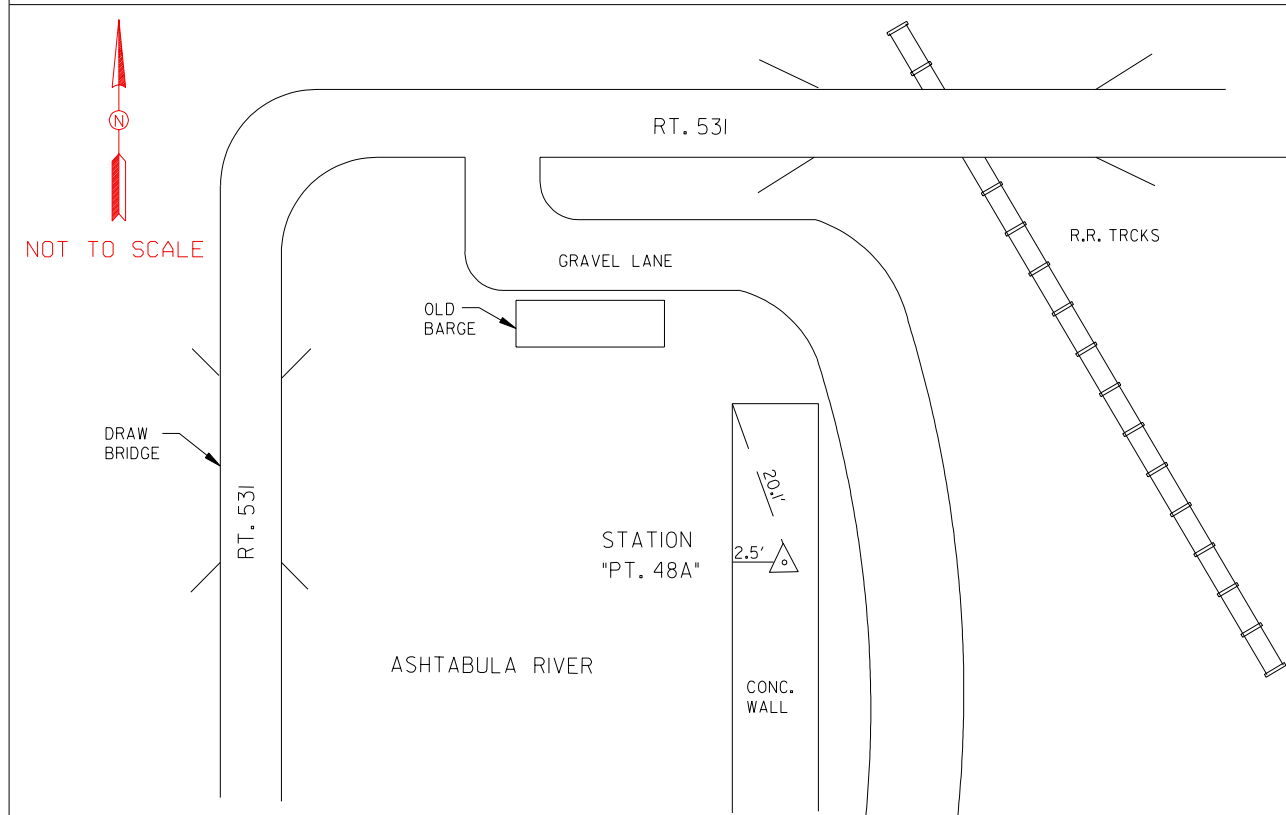 N
NOT TO SCALE
RT. 531
R.R. TRCKS
GRAVEL LANE
OLD
BARGE
DRAW
BRIDGE
RT. 531
20.1'
STATION
"PT. 48A"
2.5'
ASHTABULA RIVER
CONC.
WALL